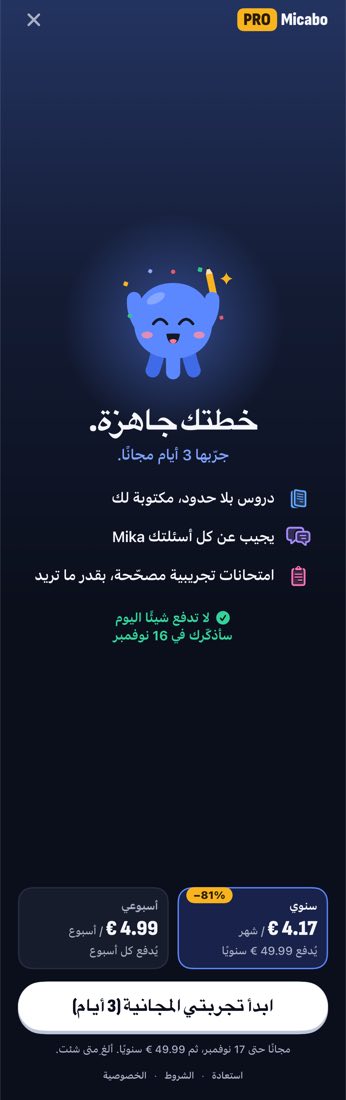 Micabo PRO
خطتك جاهزة.
جرّبها 3 أيام مجانًا.
دروس بلا حدود، مكتوبة لك
يجيب عن كل أسئلتك Mika
امتحانات تجريبية مصحّحة، بقدر ما تريد
لا تدفع شيئًا اليوم
سأذكّرك في 16 نوفمبر
−81%
سنوي
4.17 € / شهر
يُدفع 49.99 € سنويًا
أسبوعي
4.99 € / أسبوع
يُدفع كل أسبوع
ابدأ تجربتي المجانية (3 أيام)
مجانًا حتى 17 نوفمبر، ثم 49.99 € سنويًا. ألغِ متى شئت.
استعادة · الشروط · الخصوصية